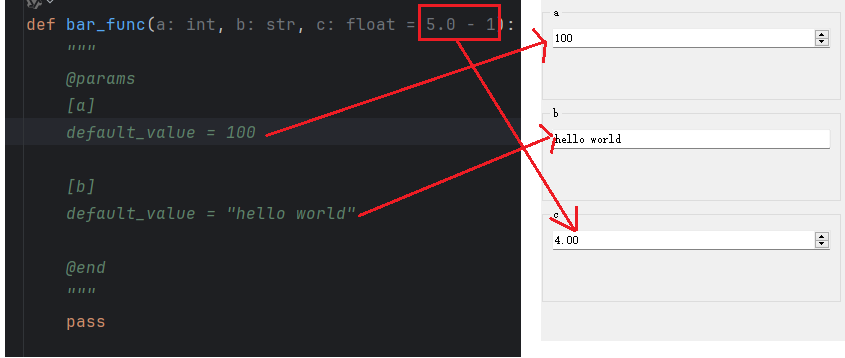 def bar_func(a: int, b: str, c: float = 5.0 - 1):
"""
@params
[a]
default_value = 100
[b]
default_value = "hello world"
@end
"""
pass
a
100
b
hello world
c
4.00